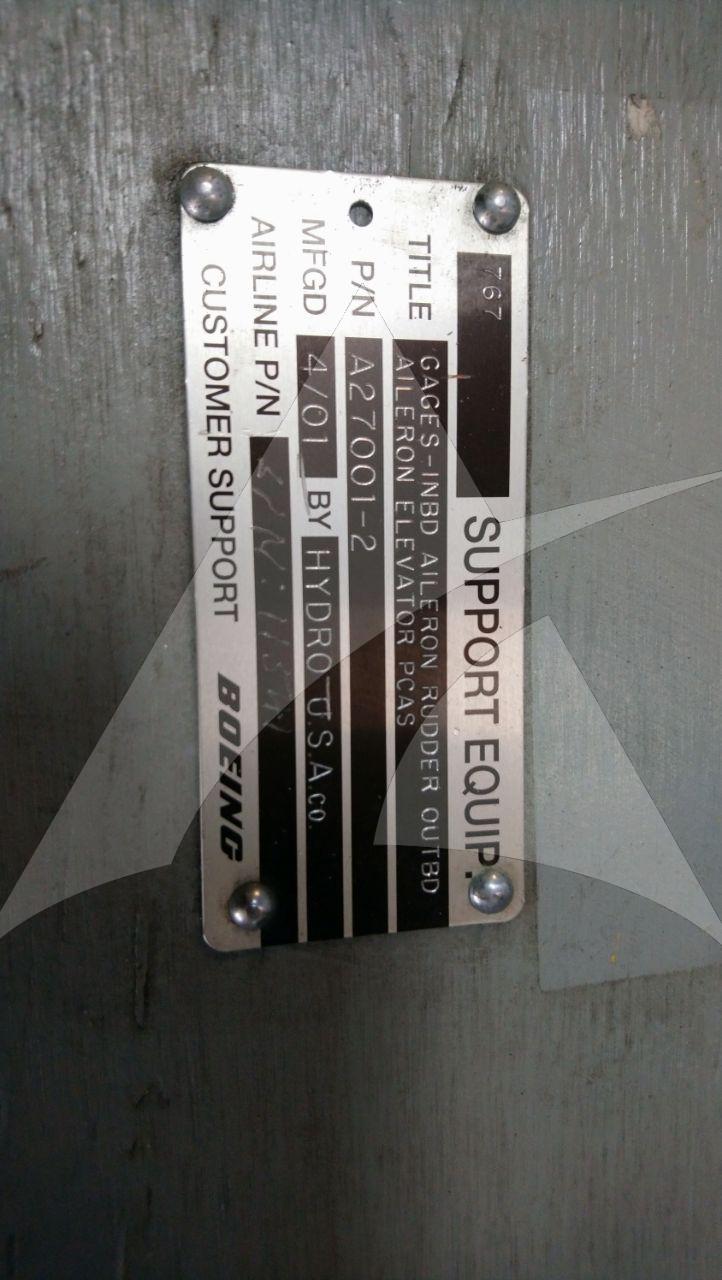 767 SUPPORT EQUIP.
TITLE GAGES-INBD AILERON RUDDER OUTBD
AILERON ELEVATOR PCAS
P/N A27001-2
MFGD 4/01 BY HYDRO U.S.A.co.
AIRLINE P/N
CUSTOMER SUPPORT BOEING